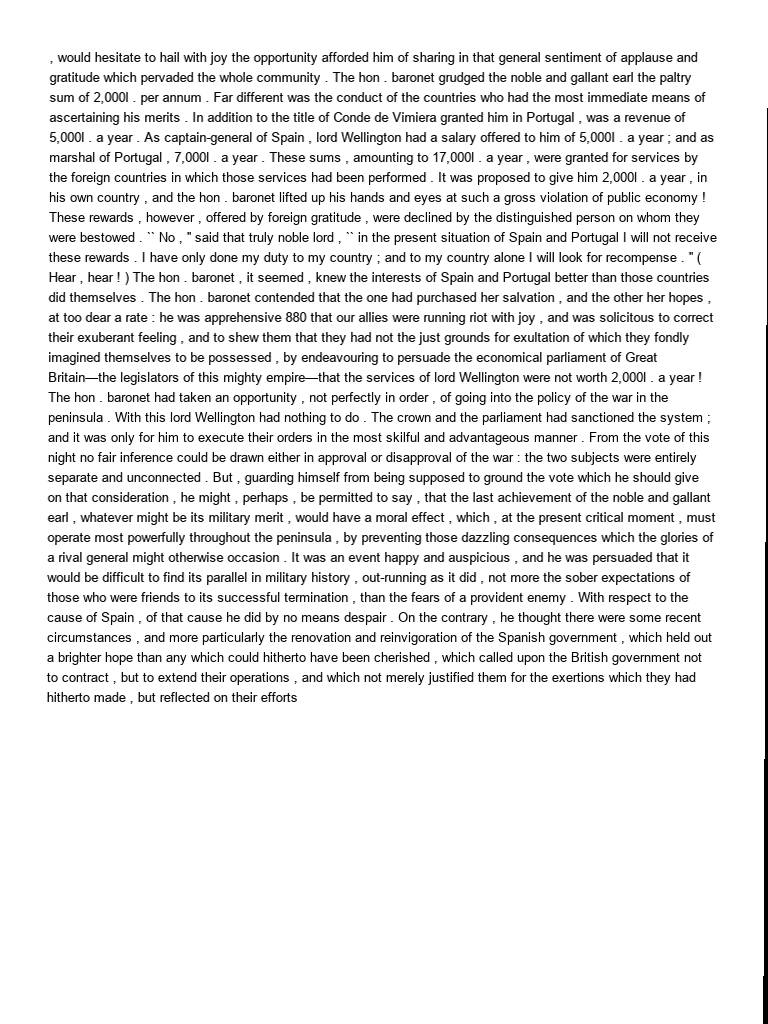 , would hesitate to hail with joy the opportunity afforded him of sharing in that general sentiment of applause and
gratitude which pervaded the whole community . The hon . baronet grudged the noble and gallant earl the paltry
sum of 2,000l . per annum . Far different was the conduct of the countries who had the most immediate means of
ascertaining his merits . In addition to the title of Conde de Vimiera granted him in Portugal , was a revenue of
5,000l . a year . As captain-general of Spain , lord Wellington had a salary offered to him of 5,000l . a year ; and as
marshal of Portugal , 7,000l . a year . These sums , amounting to 17,000l . a year , were granted for services by
the foreign countries in which those services had been performed . It was proposed to give him 2,000l . a year , in
his own country , and the hon . baronet lifted up his hands and eyes at such a gross violation of public economy !
These rewards , however , offered by foreign gratitude , were declined by the distinguished person on whom they
were bestowed . `` No , " said that truly noble lord , `` in the present situation of Spain and Portugal I will not receive
these rewards . I have only done my duty to my country ; and to my country alone I will look for recompense . " (
Hear , hear ! ) The hon . baronet , it seemed , knew the interests of Spain and Portugal better than those countries
did themselves . The hon . baronet contended that the one had purchased her salvation , and the other her hopes ,
at too dear a rate : he was apprehensive 880 that our allies were running riot with joy , and was solicitous to correct
their exuberant feeling , and to shew them that they had not the just grounds for exultation of which they fondly
imagined themselves to be possessed , by endeavouring to persuade the economical parliament of Great
Britain—the legislators of this mighty empire—that the services of lord Wellington were not worth 2,000l . a year !
The hon . baronet had taken an opportunity , not perfectly in order , of going into the policy of the war in the
peninsula . With this lord Wellington had nothing to do . The crown and the parliament had sanctioned the system ;
and it was only for him to execute their orders in the most skilful and advantageous manner . From the vote of this
night no fair inference could be drawn either in approval or disapproval of the war : the two subjects were entirely
separate and unconnected . But , guarding himself from being supposed to ground the vote which he should give
on that consideration , he might , perhaps , be permitted to say , that the last achievement of the noble and gallant
earl , whatever might be its military merit , would have a moral effect , which , at the present critical moment , must
operate most powerfully throughout the peninsula , by preventing those dazzling consequences which the glories of
a rival general might otherwise occasion . It was an event happy and auspicious , and he was persuaded that it
would be difficult to find its parallel in military history , out-running as it did , not more the sober expectations of
those who were friends to its successful termination , than the fears of a provident enemy . With respect to the
cause of Spain , of that cause he did by no means despair . On the contrary , he thought there were some recent
circumstances , and more particularly the renovation and reinvigoration of the Spanish government , which held out
a brighter hope than any which could hitherto have been cherished , which called upon the British government not
to contract , but to extend their operations , and which not merely justified them for the exertions which they had
hitherto made , but reflected on their efforts